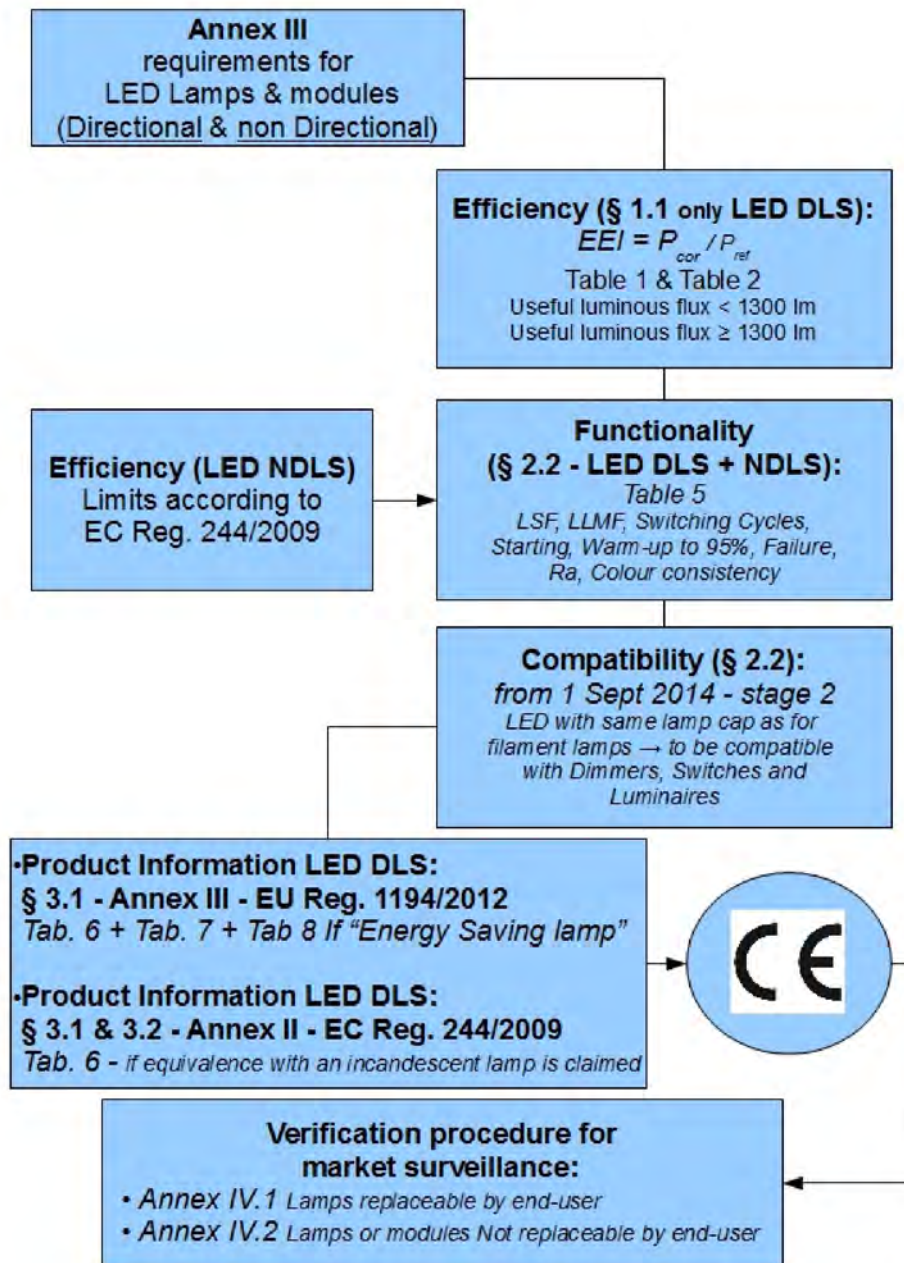 Annex III
requirements for
LED Lamps & modules
(Directional & non Directional)
Efficiency (§ 1.1 only LED DLS):
EEI = Pcor / Pref
Table 1 & Table 2
Useful luminous flux < 1300 lm
Useful luminous flux ≥ 1300 lm
Efficiency (LED NDLS)
Limits according to
EC Reg. 244/2009
Functionality
(§ 2.2 - LED DLS + NDLS):
Table 5
LSF, LLMF, Switching Cycles,
Starting, Warm-up to 95%, Failure,
Ra, Colour consistency
Compatibility (§ 2.2):
from 1 Sept 2014 - stage 2
LED with same lamp cap as for
filament lamps → to be compatible
with Dimmers, Switches and
Luminaires
•Product Information LED DLS:
§ 3.1 - Annex III - EU Reg. 1194/2012
Tab. 6 + Tab. 7 + Tab 8 If “Energy Saving lamp”
•Product Information LED DLS:
§ 3.1 & 3.2 - Annex II - EC Reg. 244/2009
Tab. 6 - if equivalence with an incandescent lamp is claimed
CE
Verification procedure for
market surveillance:
• Annex IV.1 Lamps replaceable by end-user
• Annex IV.2 Lamps or modules Not replaceable by end-user